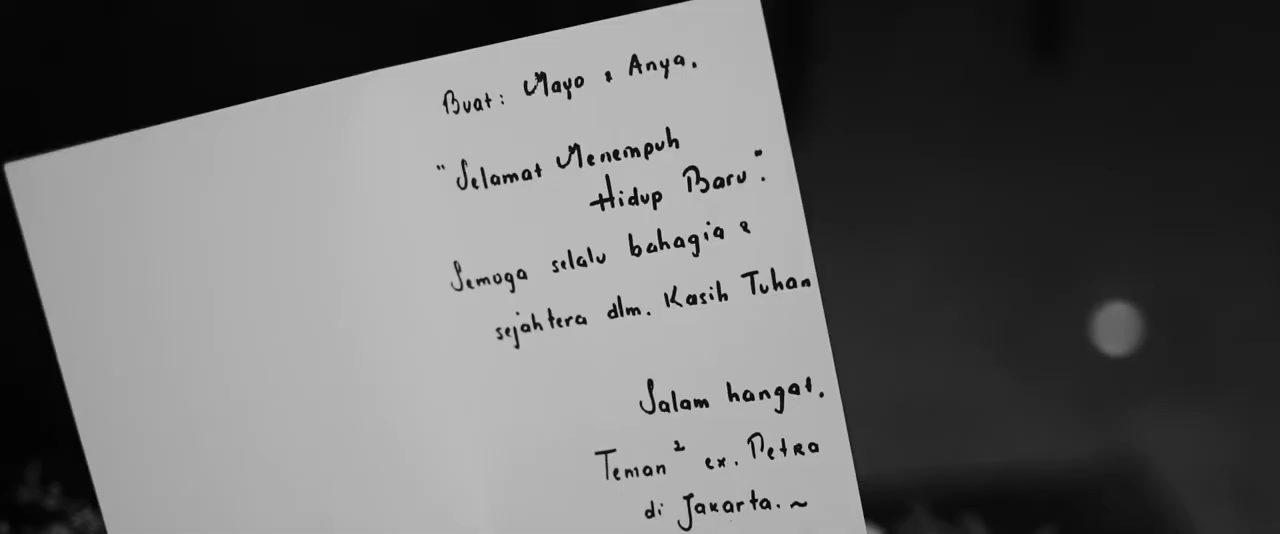 Buat: Mayo & Anya.
"Selamat Menempuh
Hidup Baru".
Semoga selalu bahagia &
sejahtera dlm. Kasih Tuhan
Salam hangat.
Teman² ex. Petra
di Jakarta. ~